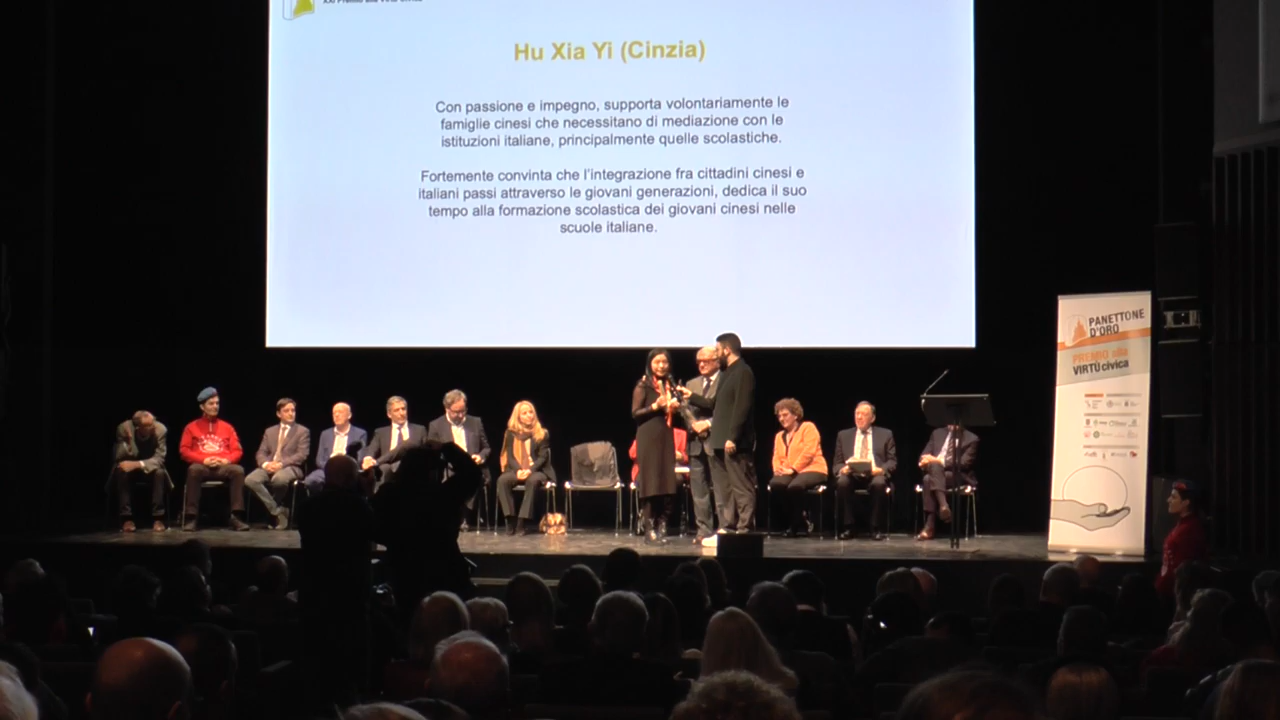 Hu Xia Yi (Cinzia)
Con passione e impegno, supporta volontariamente le
famiglie cinesi che necessitano di mediazione con le
istituzioni italiane, principalmente quelle scolastiche.
Fortemente convinta che l'integrazione fra cittadini cinesi e
italiani passi attraverso le giovani generazioni, dedica il suo
tempo alla formazione scolastica dei giovani cinesi nelle
scuole italiane.
PANETTONE
D'ORO
PREMIO alla
VIRTÙ civica